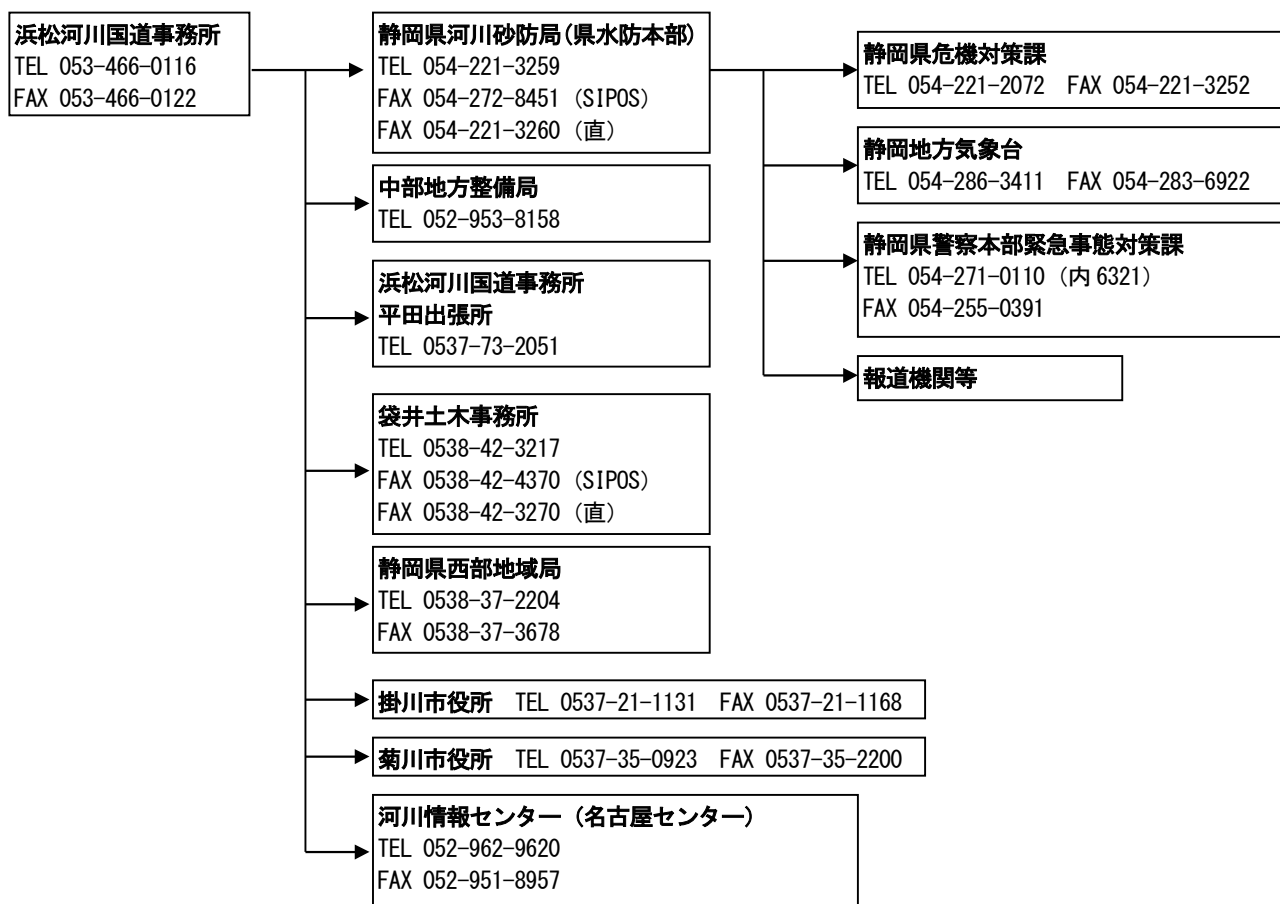 浜松河川国道事務所
TEL 053-466-0116
FAX 053-466-0122
静岡県河川砂防局(県水防本部)
TEL 054-221-3259
FAX 054-272-8451 (SIPOS)
FAX 054-221-3260 (直)
中部地方整備局
TEL 052-953-8158
浜松河川国道事務所
平田出張所
TEL 0537-73-2051
袋井土木事務所
TEL 0538-42-3217
FAX 0538-42-4370 (SIPOS)
FAX 0538-42-3270 (直)
静岡県西部地域局
TEL 0538-37-2204
FAX 0538-37-3678
掛川市役所 TEL 0537-21-1131 FAX 0537-21-1168
菊川市役所 TEL 0537-35-0923 FAX 0537-35-2200
河川情報センター(名古屋センター)
TEL 052-962-9620
FAX 052-951-8957
静岡県危機対策課
TEL 054-221-2072 FAX 054-221-3252
静岡地方気象台
TEL 054-286-3411 FAX 054-283-6922
静岡県警察本部緊急事態対策課
TEL 054-271-0110 (内 6321)
FAX 054-255-0391
報道機関等